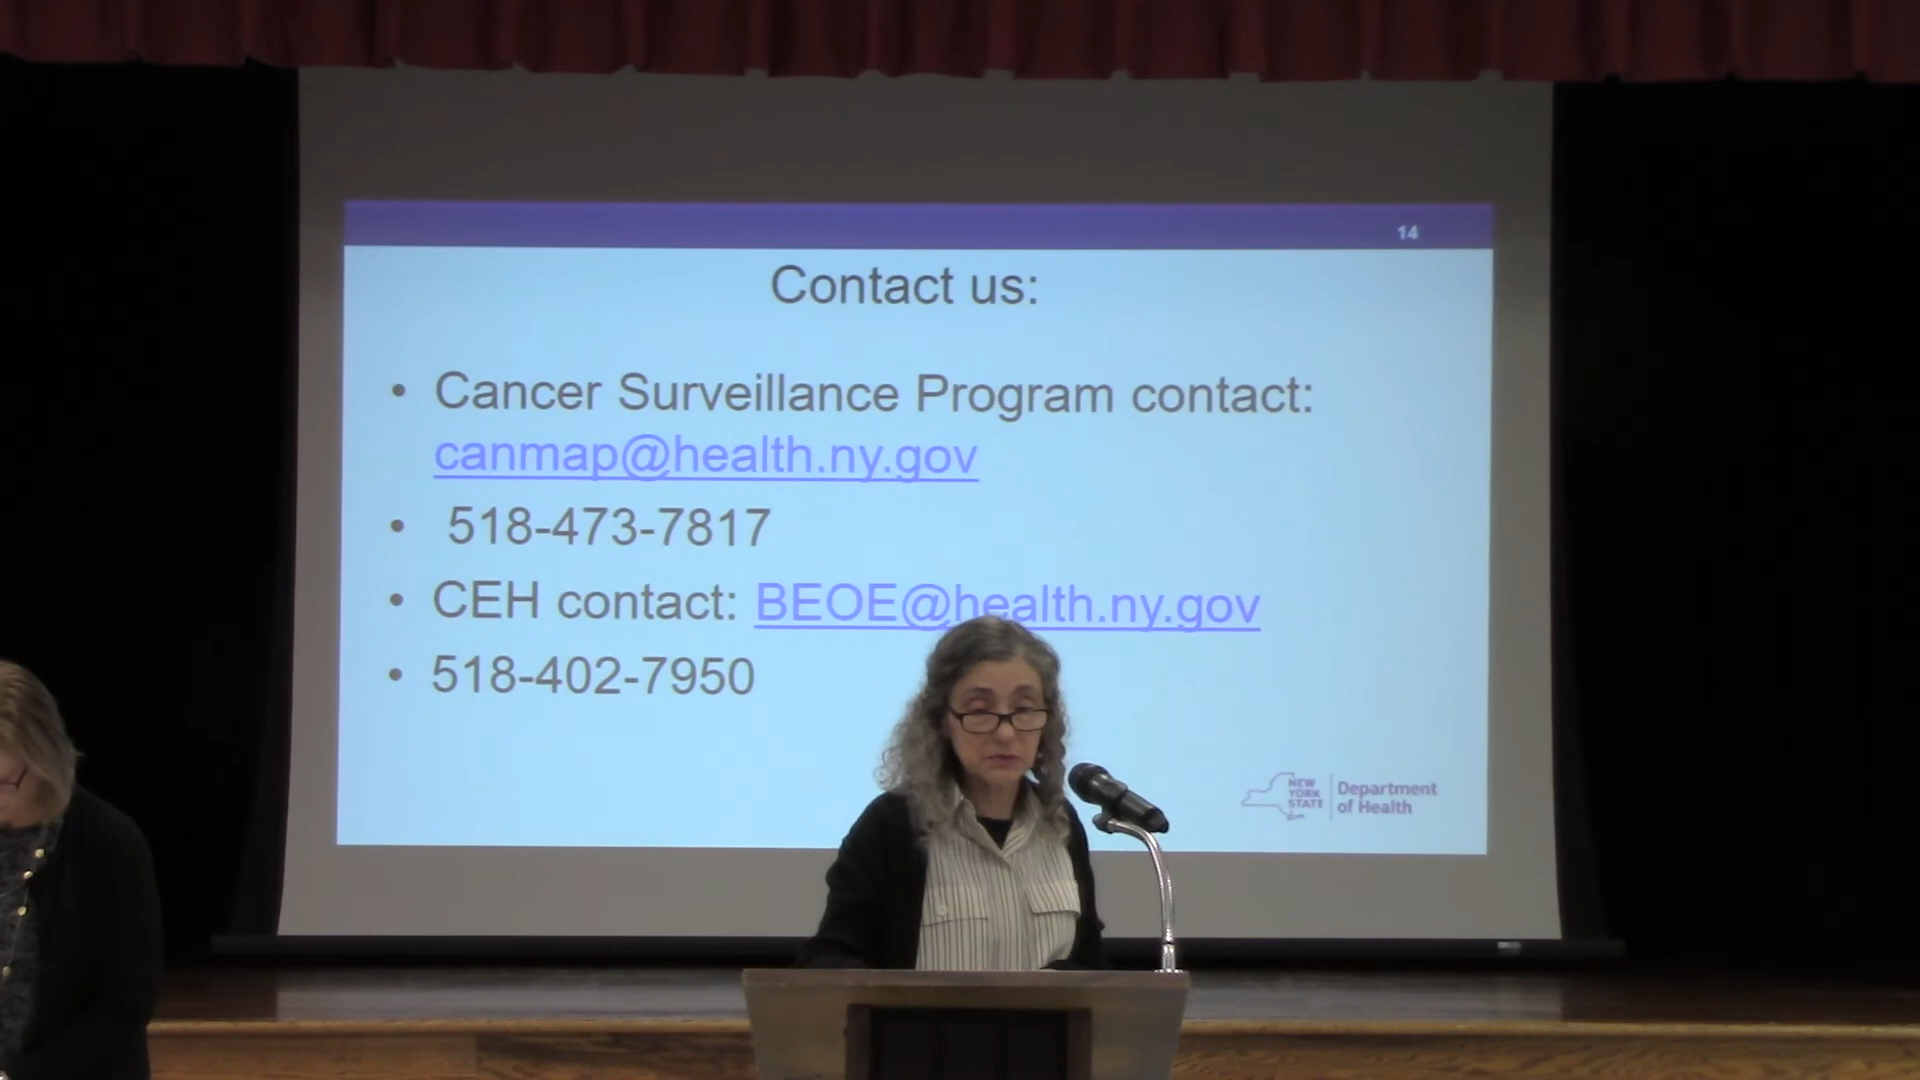 14
Contact us:
• Cancer Surveillance Program contact:
canmap@health.ny.gov
• 518-473-7817
• CEH contact: BEOE@health.ny.gov
• 518-402-7950
NEW
YORK
STATE
Department
of Health